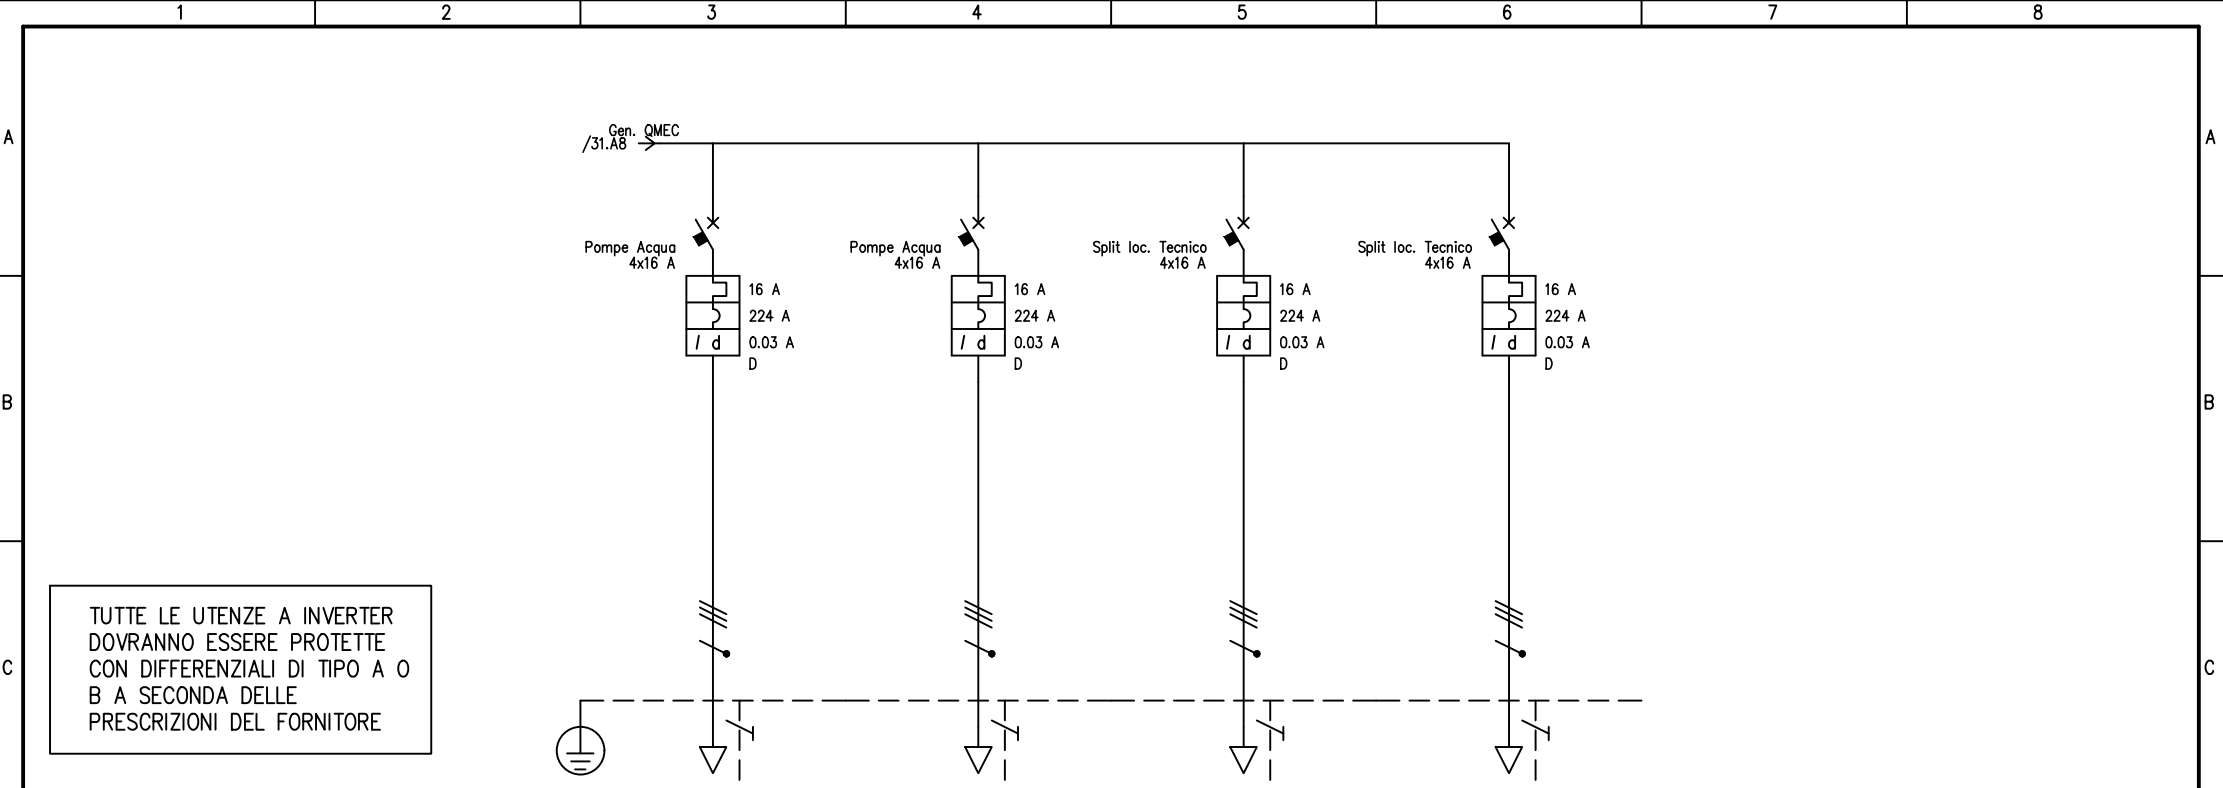 1 2 3 4 5 6 7 8
A A
Gen. QMEC
/31.A8
Pompe Acqua
4x16 A
Pompe Acqua
4x16 A
Split loc. Tecnico
4x16 A
Split loc. Tecnico
4x16 A
16 A 16 A 16 A 16 A
224 A 224 A 224 A 224 A
I d 0.03 A I d 0.03 A I d 0.03 A I d 0.03 A
D D D D
B B
TUTTE LE UTENZE A INVERTER
DOVRANNO ESSERE PROTETTE
CON DIFFERENZIALI DI TIPO A O
B A SECONDA DELLE
PRESCRIZIONI DEL FORNITORE
C C